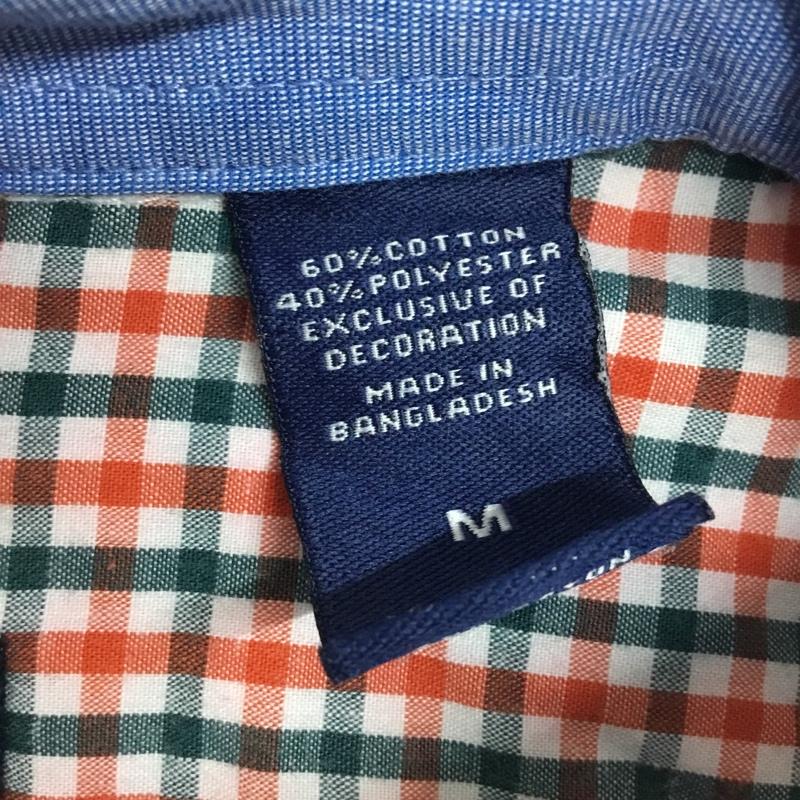 60% COTTON
40% POLYESTER
EXCLUSIVE OF
DECORATION
MADE IN
BANGLADESH
M